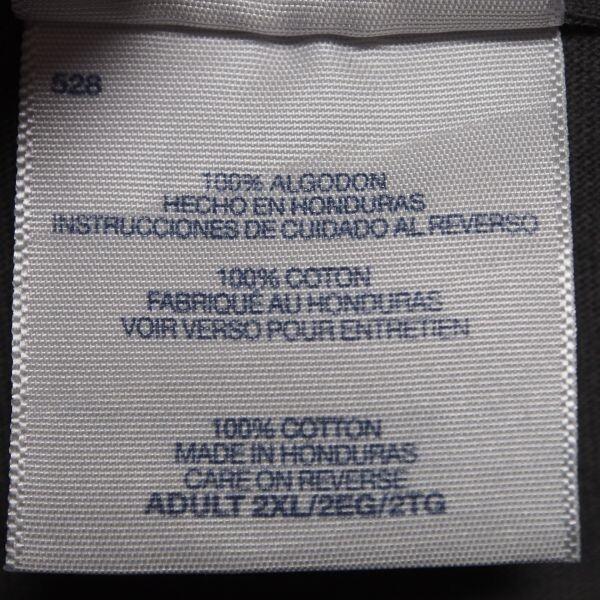 528
100% ALGODON
HECHO EN HONDURAS
INSTRUCCIONES DE CUIDADO AL REVERSO
100% COTON
FABRIQUÉ AU HONDURAS
VOIR VERSO POUR ENTRETIEN
100% COTTON
MADE IN HONDURAS
CARE ON REVERSE
ADULT 2XL/2EG/2TG